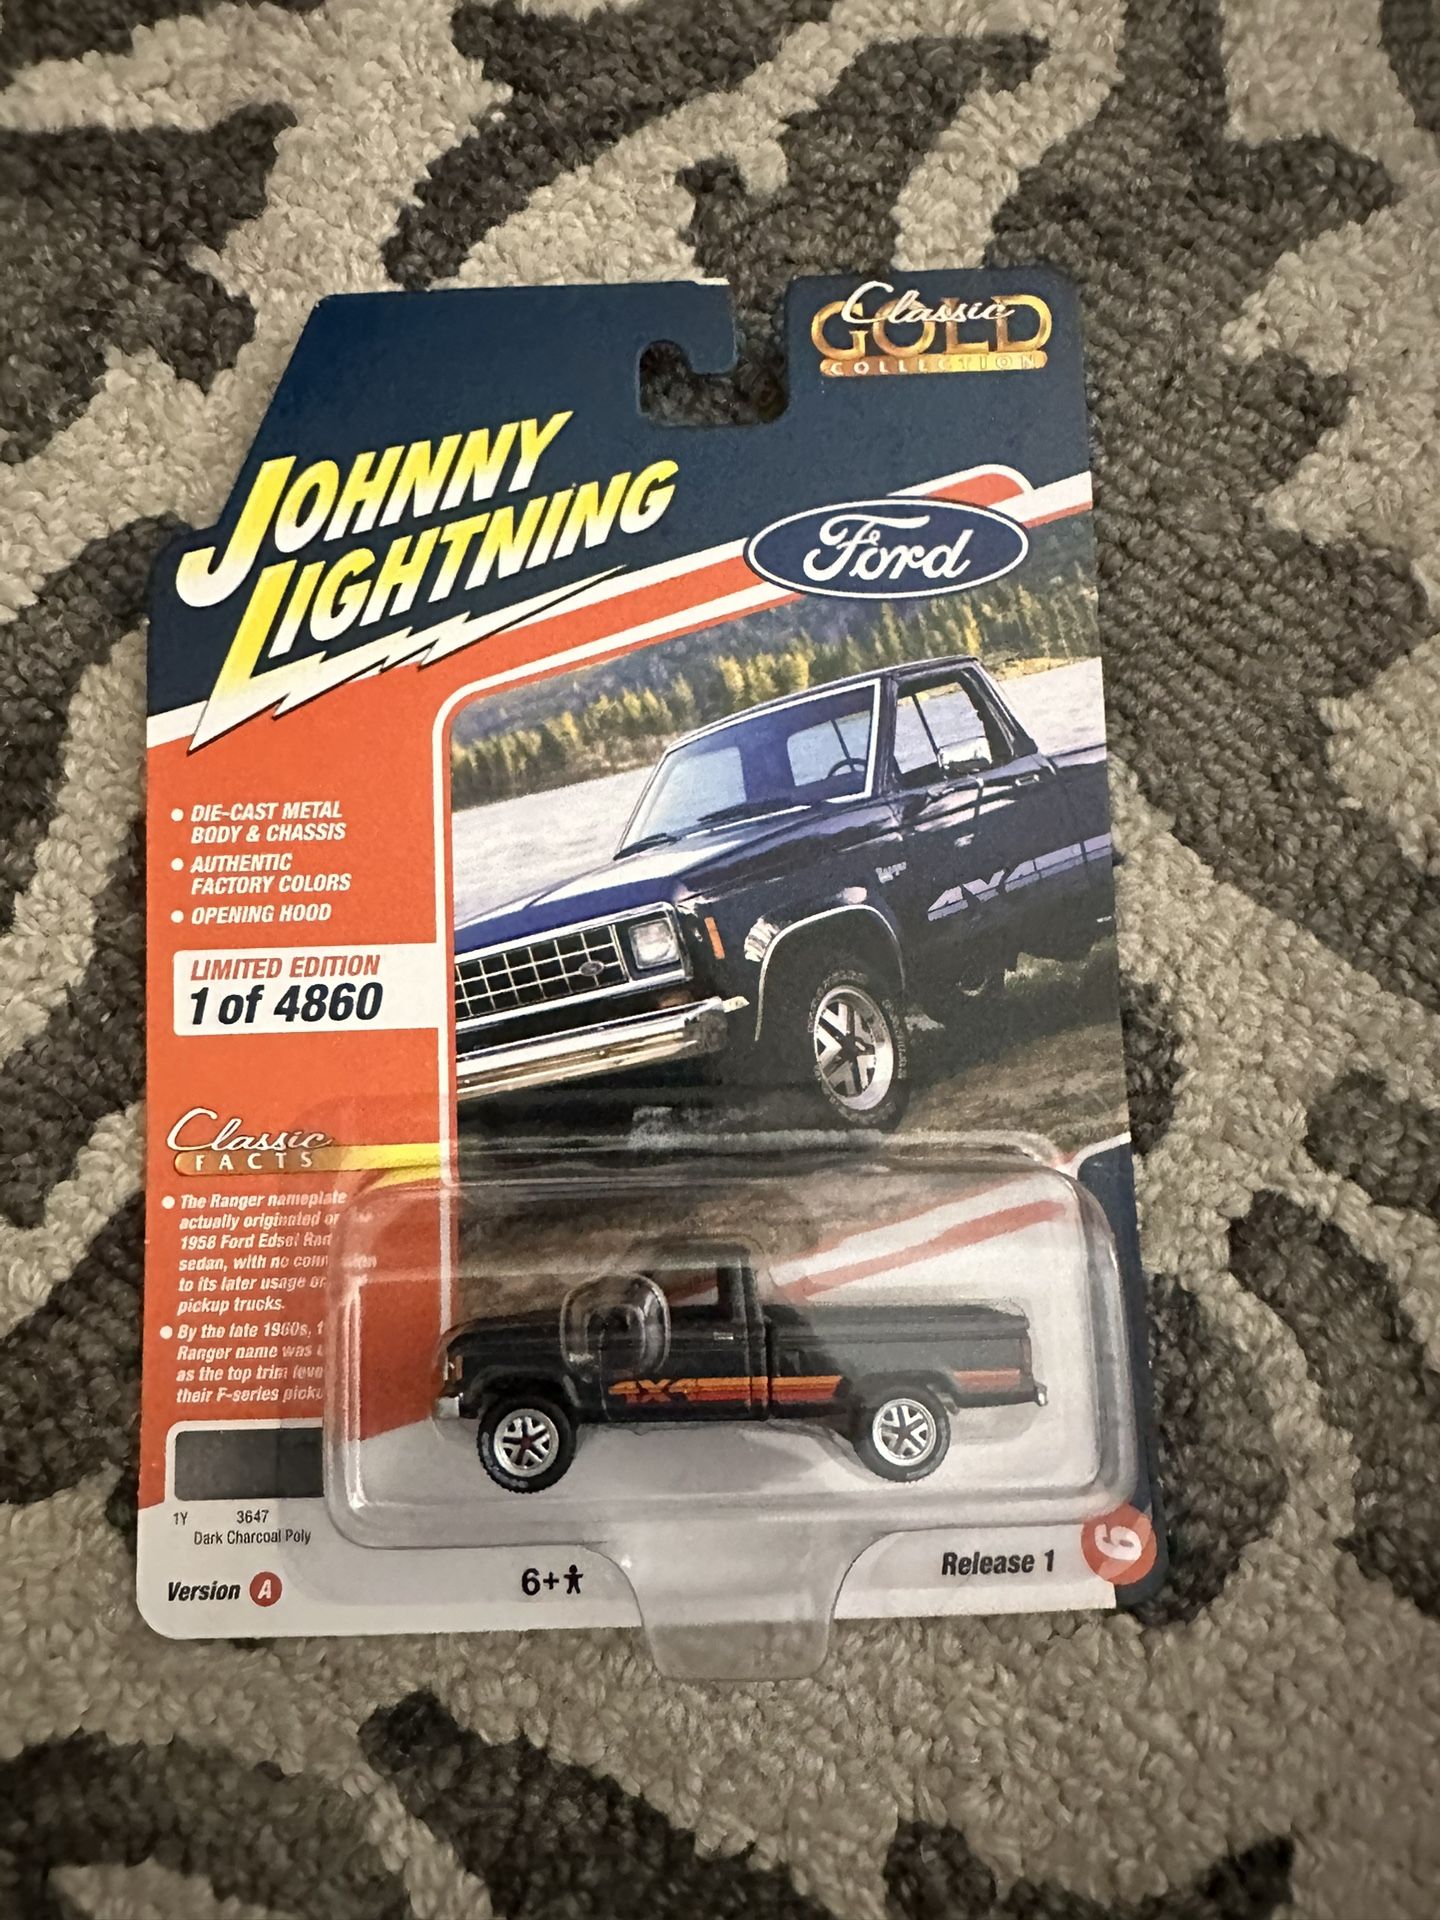 Classic
GOLD
COLLECTION
JOHNNY
LIGHTNING
Ford
• DIE-CAST METAL
BODY & CHASSIS
• AUTHENTIC
FACTORY COLORS
• OPENING HOOD
LIMITED EDITION
1 of 4860
4X4
Classic
FACTS
• The Ranger nameplate
actually originated on
1958 Ford Edsel
sedan, with no
to its later usage
pickup trucks.
• By the late 1960s,
Ranger name was
as the top trim
their F-series
4X4
1Y 3647
Dark Charcoal Poly
Version A
6+
Release 1
6